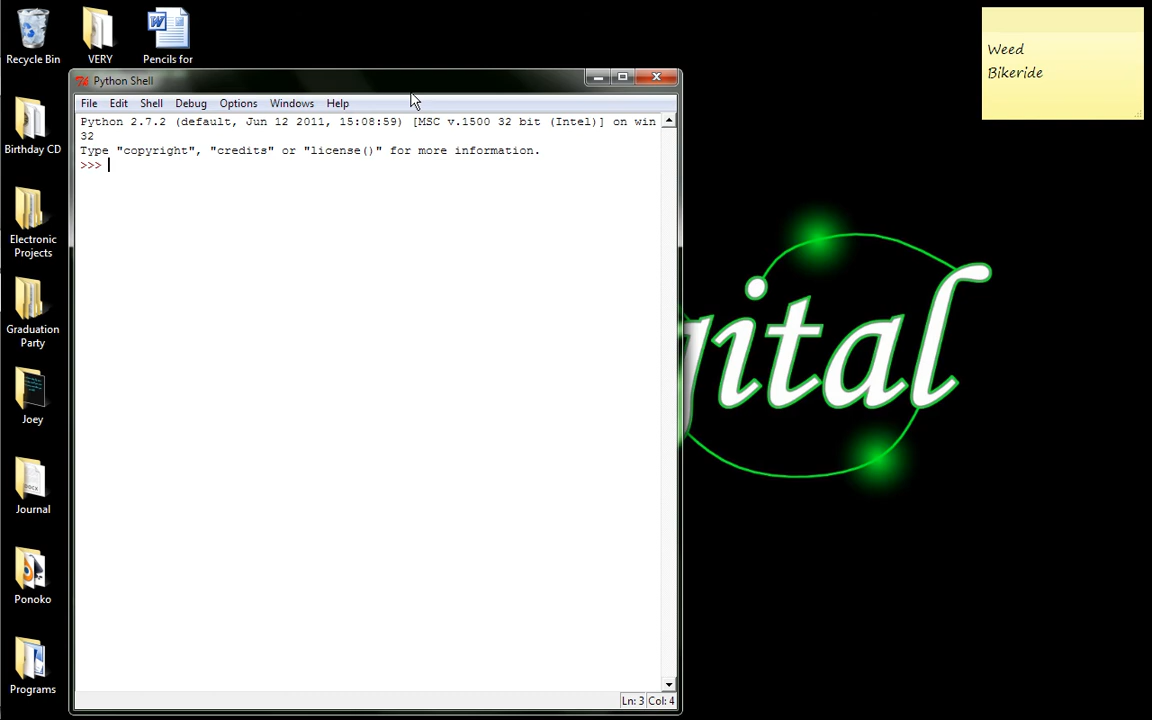 Recycle Bin
VERY
Pencils for
Weed
Bikeride
Python Shell
File Edit Shell Debug Options Windows Help
Python 2.7.2 (default, Jun 12 2011, 15:08:59) [MSC v.1500 32 bit (Intel)] on win
32
Type "copyright", "credits" or "license()" for more information.
>>>
Birthday CD
Electronic
Projects
Graduation
Party
Joey
DOCX
Journal
Ponoko
Programs
gital
Ln: 3 Col: 4